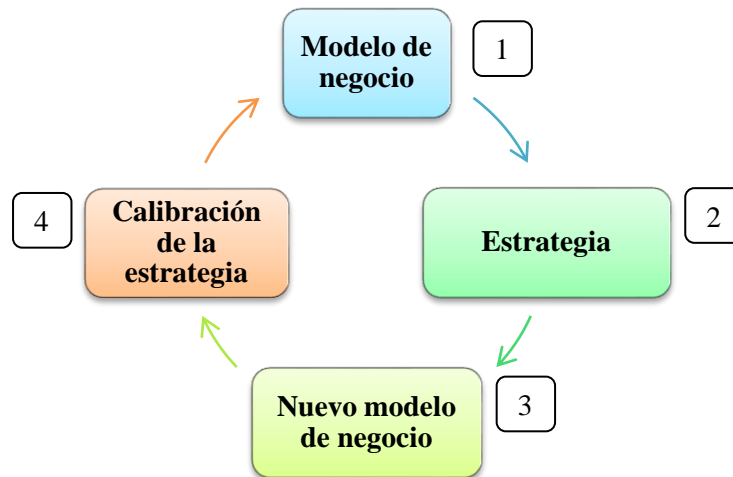 Modelo de
negocio
1
Estrategia
2
Nuevo modelo
de negocio
3
Calibración
de la
estrategia
4